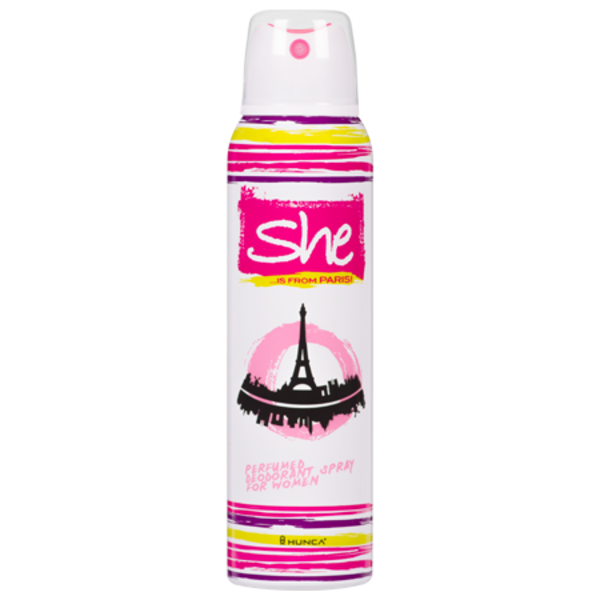 She
...IS FROM PARIS!
PERFUMED
DEODORANT SPRAY
FOR WOMEN
HUNCA